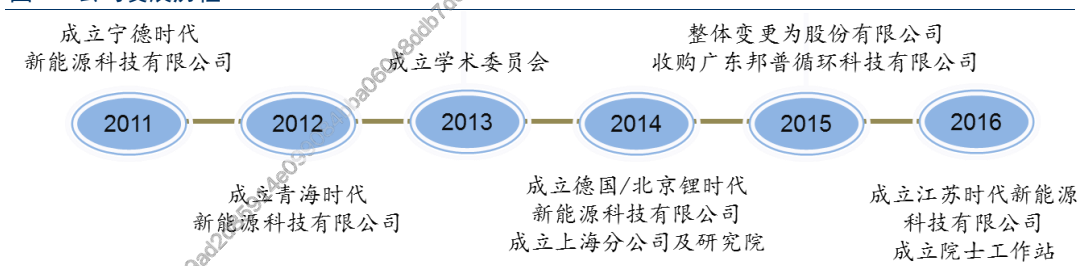 成立宁德时代
新能源科技有限公司
成立学术委员会
整体变更为股份有限公司
收购广东邦普循环科技有限公司
2011
2012
2013
2014
2015
2016
成立青海时代
新能源科技有限公司
成立德国/北京锂时代
新能源科技有限公司
成立上海分公司及研究院
成立江苏时代新能源
科技有限公司
成立院士工作站